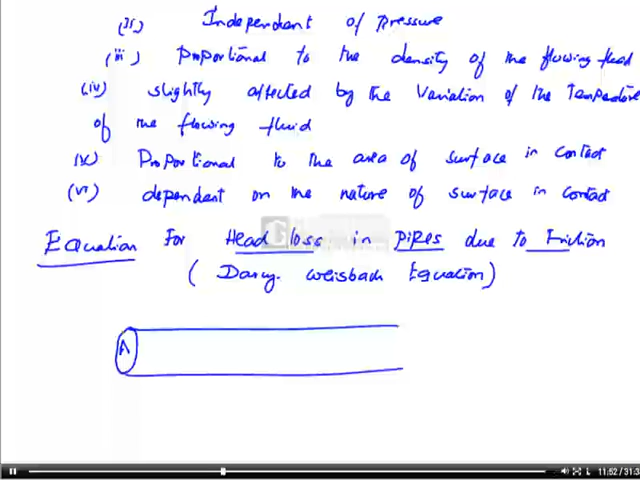 (ii) Independent of pressure
(iii) Proportional to the density of the flowing fluid
(iv) slightly affected by the Variation of the Temperature
of the flowing fluid
(v) Proportional to the area of surface in contact
(vi) dependent on the nature of surface in contact
Equation For Head loss in pipes due to Friction
(Darcy. Weisbach Equation)
A
11:52/31:3